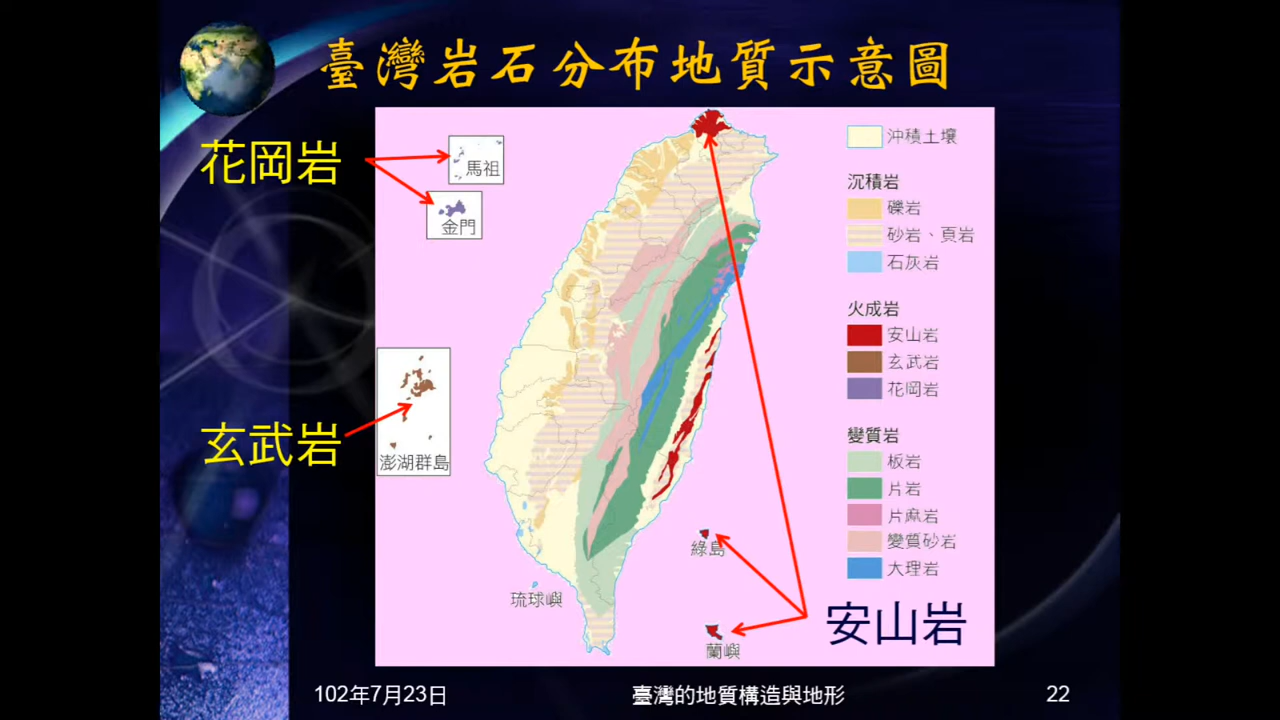 臺灣岩石分布地質示意圖
花岡岩
馬祖
金門
玄武岩
澎湖群島
琉球嶼
綠島
蘭嶼
安山岩
沖積土壤
沉積岩
礫岩
砂岩、頁岩
石灰岩
火成岩
安山岩
玄武岩
花岡岩
變質岩
板岩
片岩
片麻岩
變質砂岩
大理岩
102年7月23日
臺灣的地質構造與地形
22